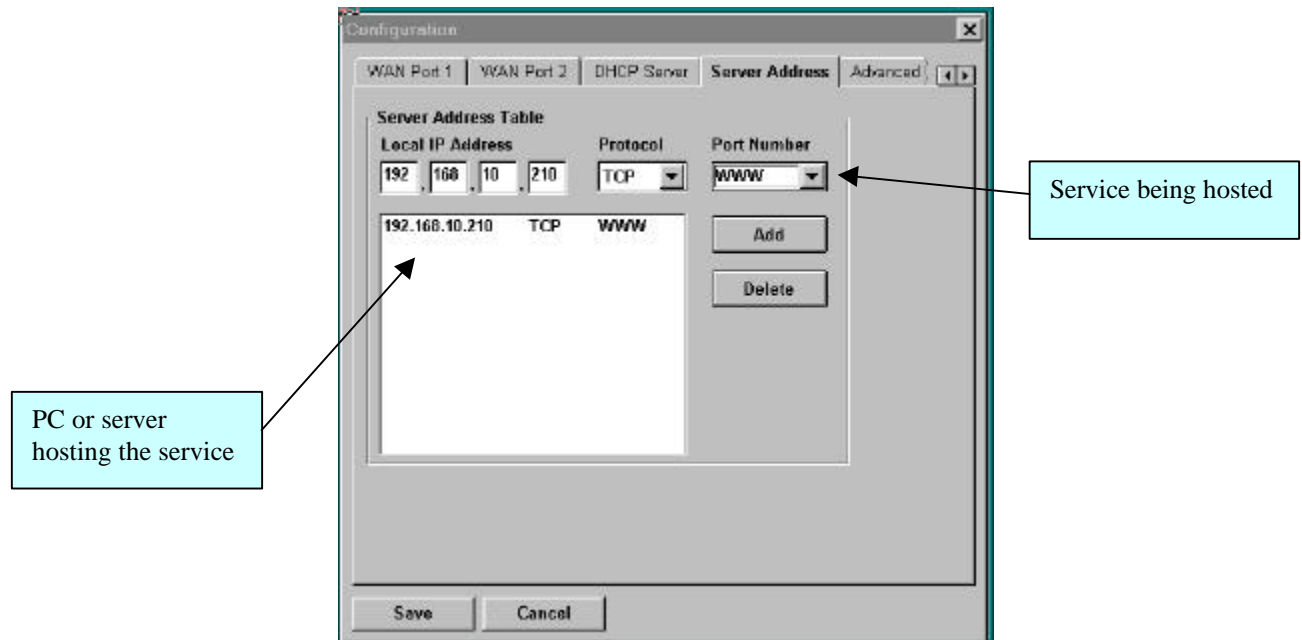 Configuration
WAN Port 1 WAN Port 2 DHCP Server Server Address Advanced
Server Address Table
Local IP Address Protocol Port Number
192 . 168 . 10 . 210 TCP WWW
192.168.10.210 TCP WWW
Add
Delete
Service being hosted
PC or server
hosting the service
Save Cancel